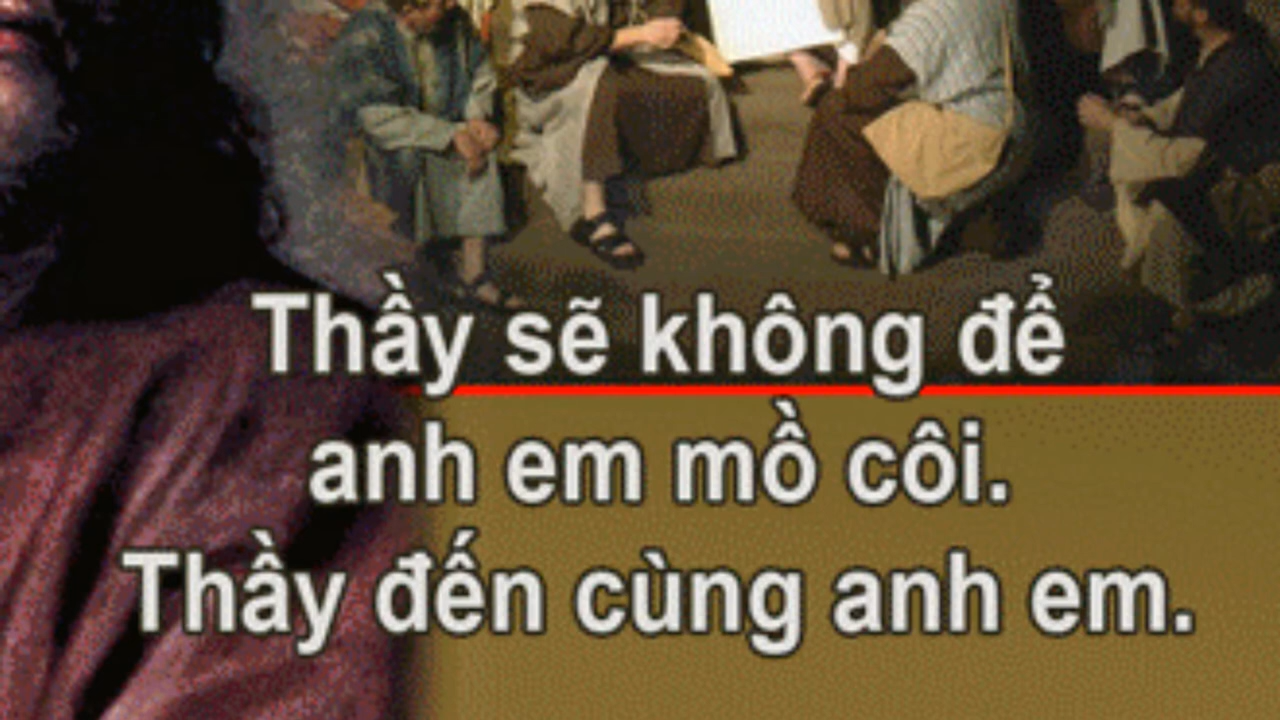 Thầy sẽ không để
anh em mồ côi.
Thầy đến cùng anh em.